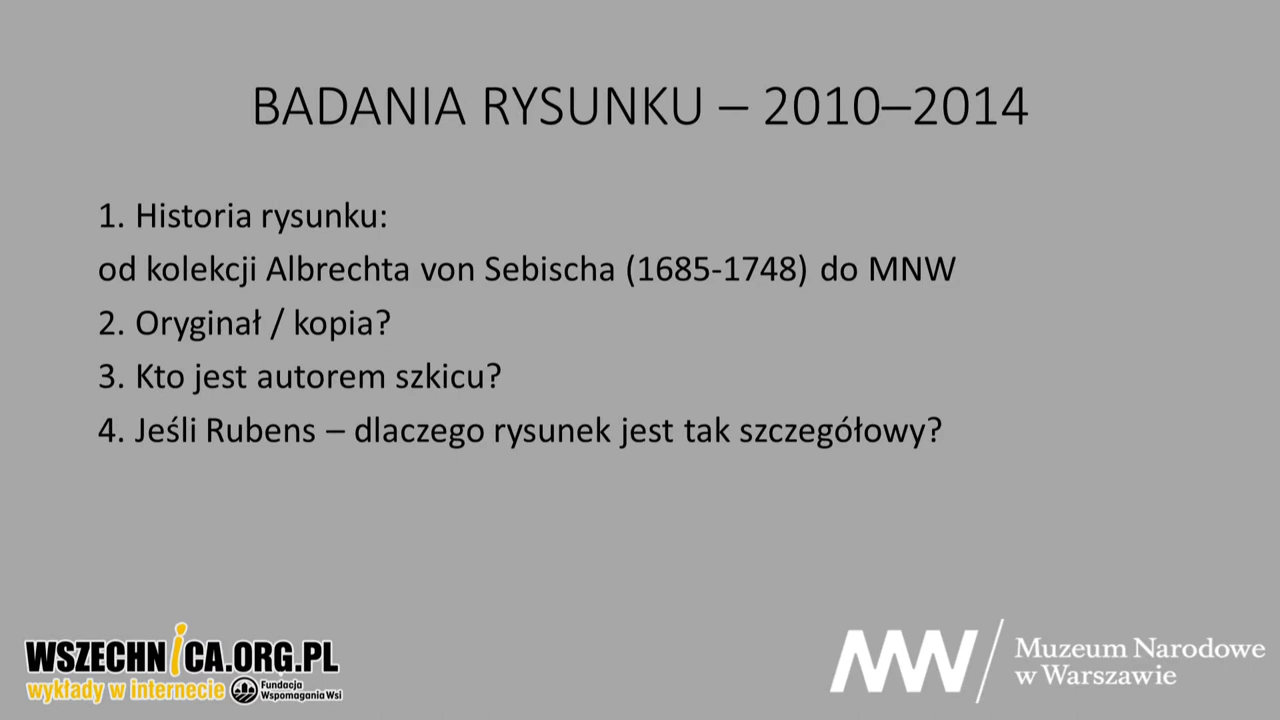 BADANIA RYSUNKU – 2010–2014
1. Historia rysunku:
od kolekcji Albrechta von Sebischa (1685-1748) do MNW
2. Oryginał / kopia?
3. Kto jest autorem szkicu?
4. Jeśli Rubens – dlaczego rysunek jest tak szczegółowy?
WSZECHNICA.ORG.PL
wykłady w internecie
Fundacja
Wspomagania Wsi
MNW
Muzeum Narodowe
w Warszawie